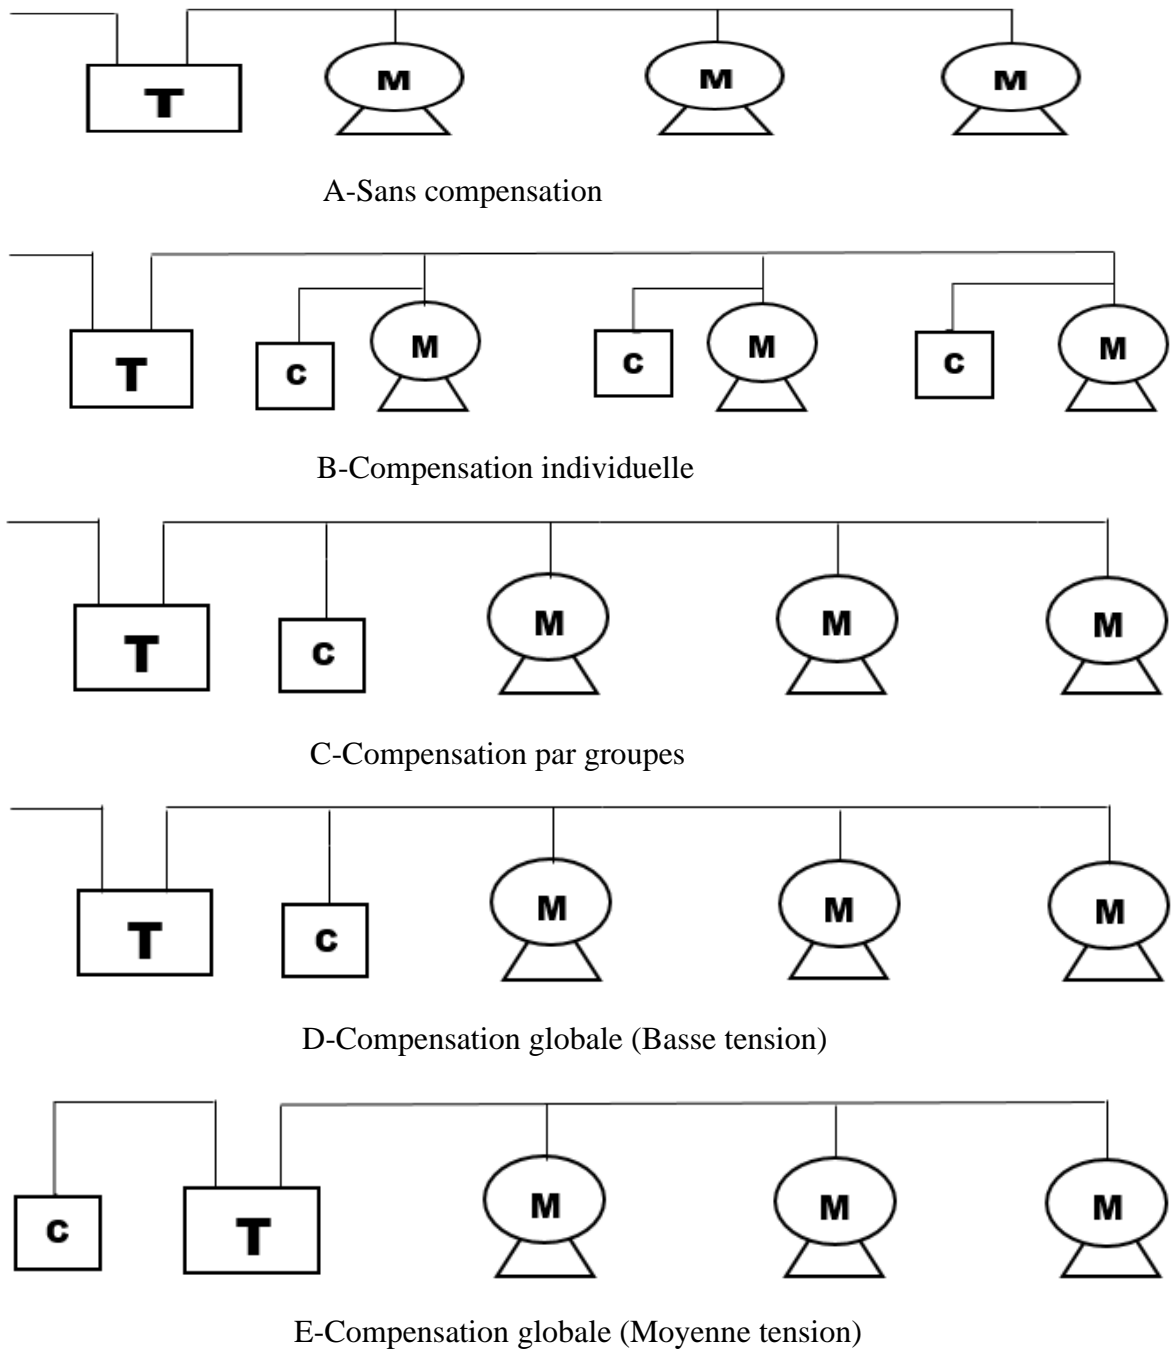 T M M M
A-Sans compensation
T C M C M C M
B-Compensation individuelle
T C M M M
C-Compensation par groupes
T C M M M
D-Compensation globale (Basse tension)
C T M M M
E-Compensation globale (Moyenne tension)